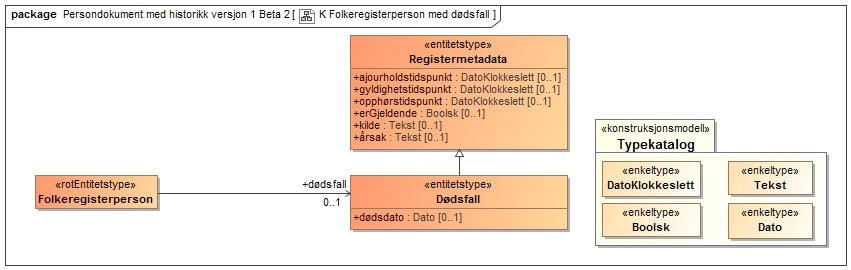 package Persondokument med historikk versjon 1 Beta 2 [ K Folkeregisterperson med dødsfall ]
«entitetstype»
Registermetadata
+ajourholdstidspunkt : DatoKlokkeslett [0..1]
+gyldighetstidspunkt : DatoKlokkeslett [0..1]
+opphørstidspunkt : DatoKlokkeslett [0..1]
+erGjeldende : Boolsk [0..1]
+kilde : Tekst [0..1]
+årsak : Tekst [0..1]
«rotEntitetstype»
Folkeregisterperson
+dødsfall
0..1
«entitetstype»
Dødsfall
+dødsdato : Dato [0..1]
«konstruksjonsmodell»
Typekatalog
«enkeltype»
DatoKlokkeslett
«enkeltype»
Tekst
«enkeltype»
Boolsk
«enkeltype»
Dato